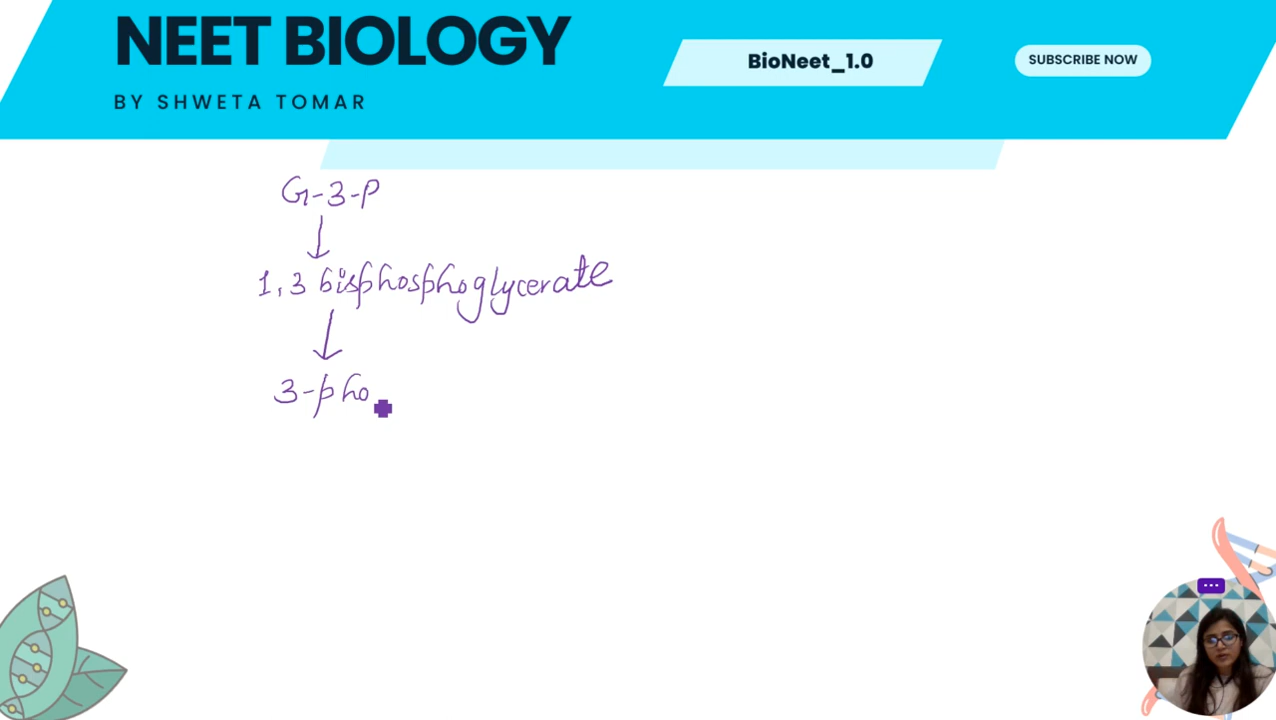 NEET BIOLOGY
BY SHWETA TOMAR
BioNeet_1.0
SUBSCRIBE NOW
G-3-P
1,3 bisphosphoglycerate
3-pho